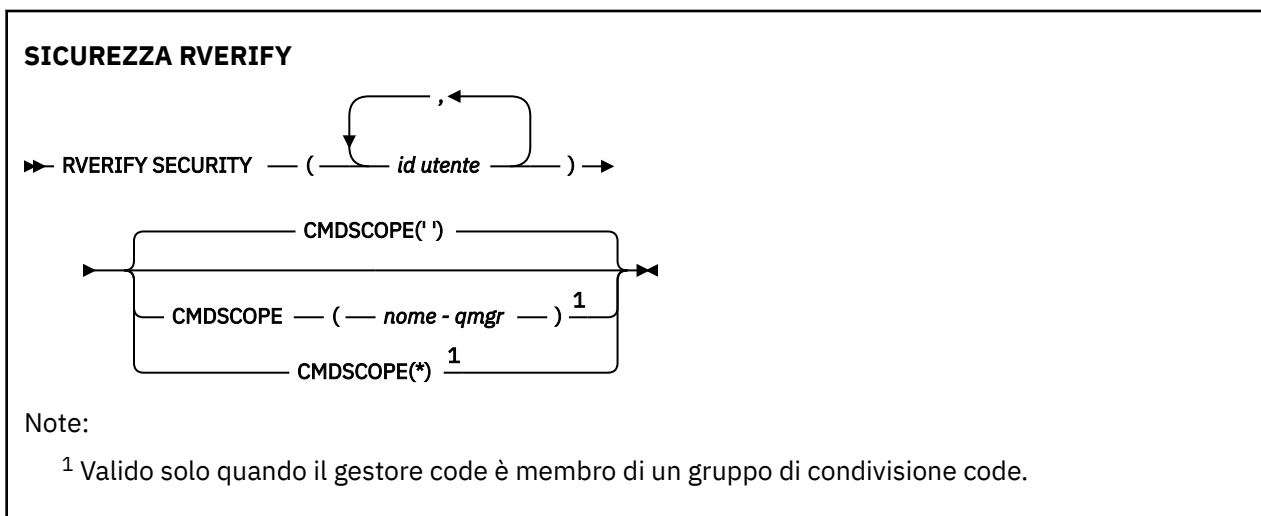 SICUREZZA RVERIFY
,
RVERIFY SECURITY ( id utente )
CMDSCOPE(' ')
CMDSCOPE ( nome - qmgr ) 1
CMDSCOPE(*) 1
Note:
1 Valido solo quando il gestore code è membro di un gruppo di condivisione code.